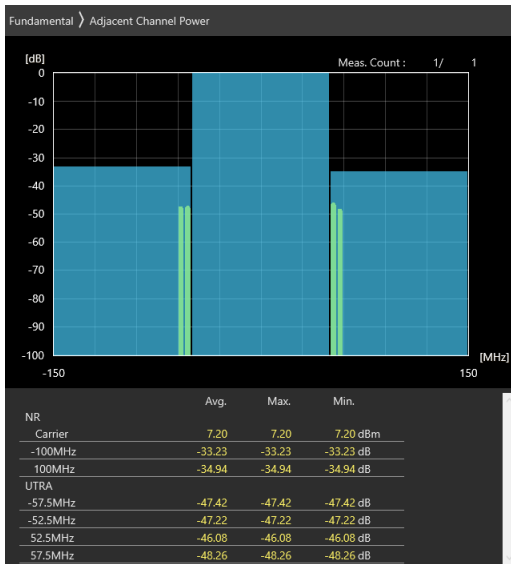 Fundamental 〉 Adjacent Channel Power
[dB]
Meas. Count : 1/ 1
0
-10
-20
-30
-40
-50
-60
-70
-80
-90
-100
[MHz]
-150 150
Avg. Max. Min.
NR
Carrier 7.20 7.20 7.20 dBm
-100MHz -33.23 -33.23 -33.23 dB
100MHz -34.94 -34.94 -34.94 dB
UTRA
-57.5MHz -47.42 -47.42 -47.42 dB
-52.5MHz -47.22 -47.22 -47.22 dB
52.5MHz -46.08 -46.08 -46.08 dB
57.5MHz -48.26 -48.26 -48.26 dB